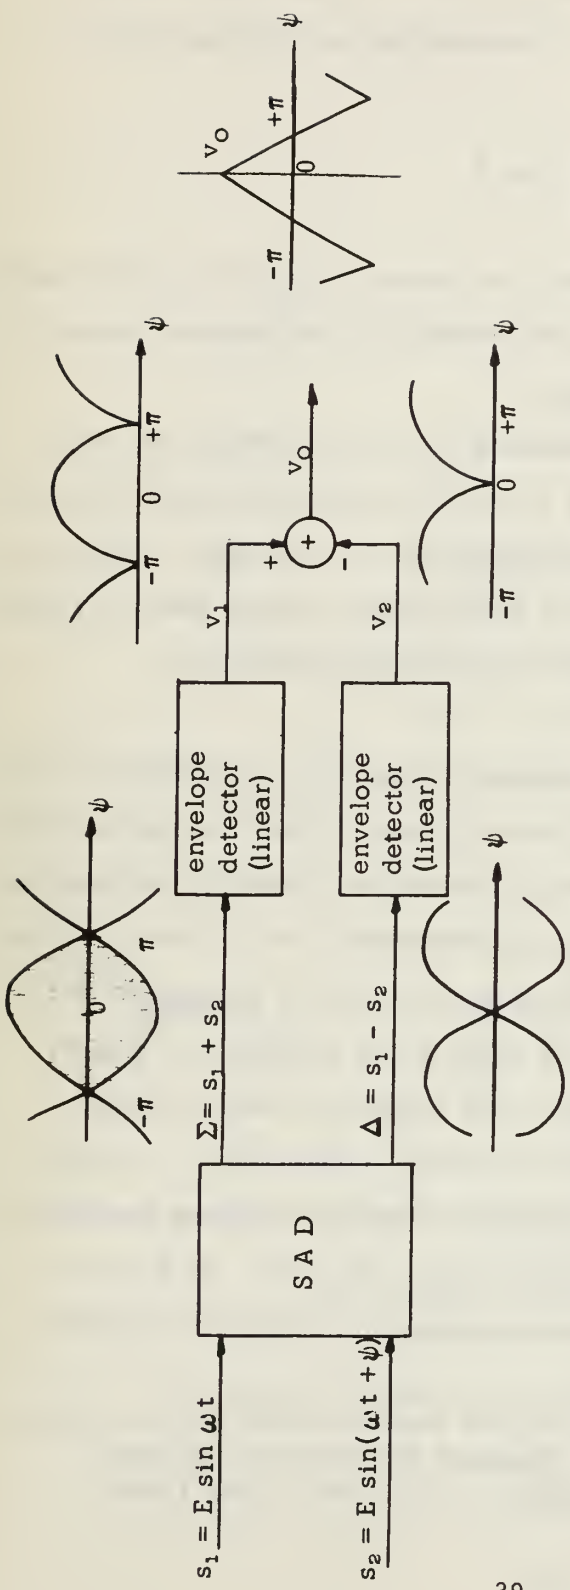 s₁ = E sin ωt
s₂ = E sin(ωt + ψ)
S A D
Σ = s₁ + s₂
Δ = s₁ - s₂
-π 0 π ψ
ψ
envelope
detector
(linear)
envelope
detector
(linear)
v₁
v₂
+
+
-
v₀
-π 0 +π ψ
-π 0 +π ψ
v₀
-π 0 +π ψ
39